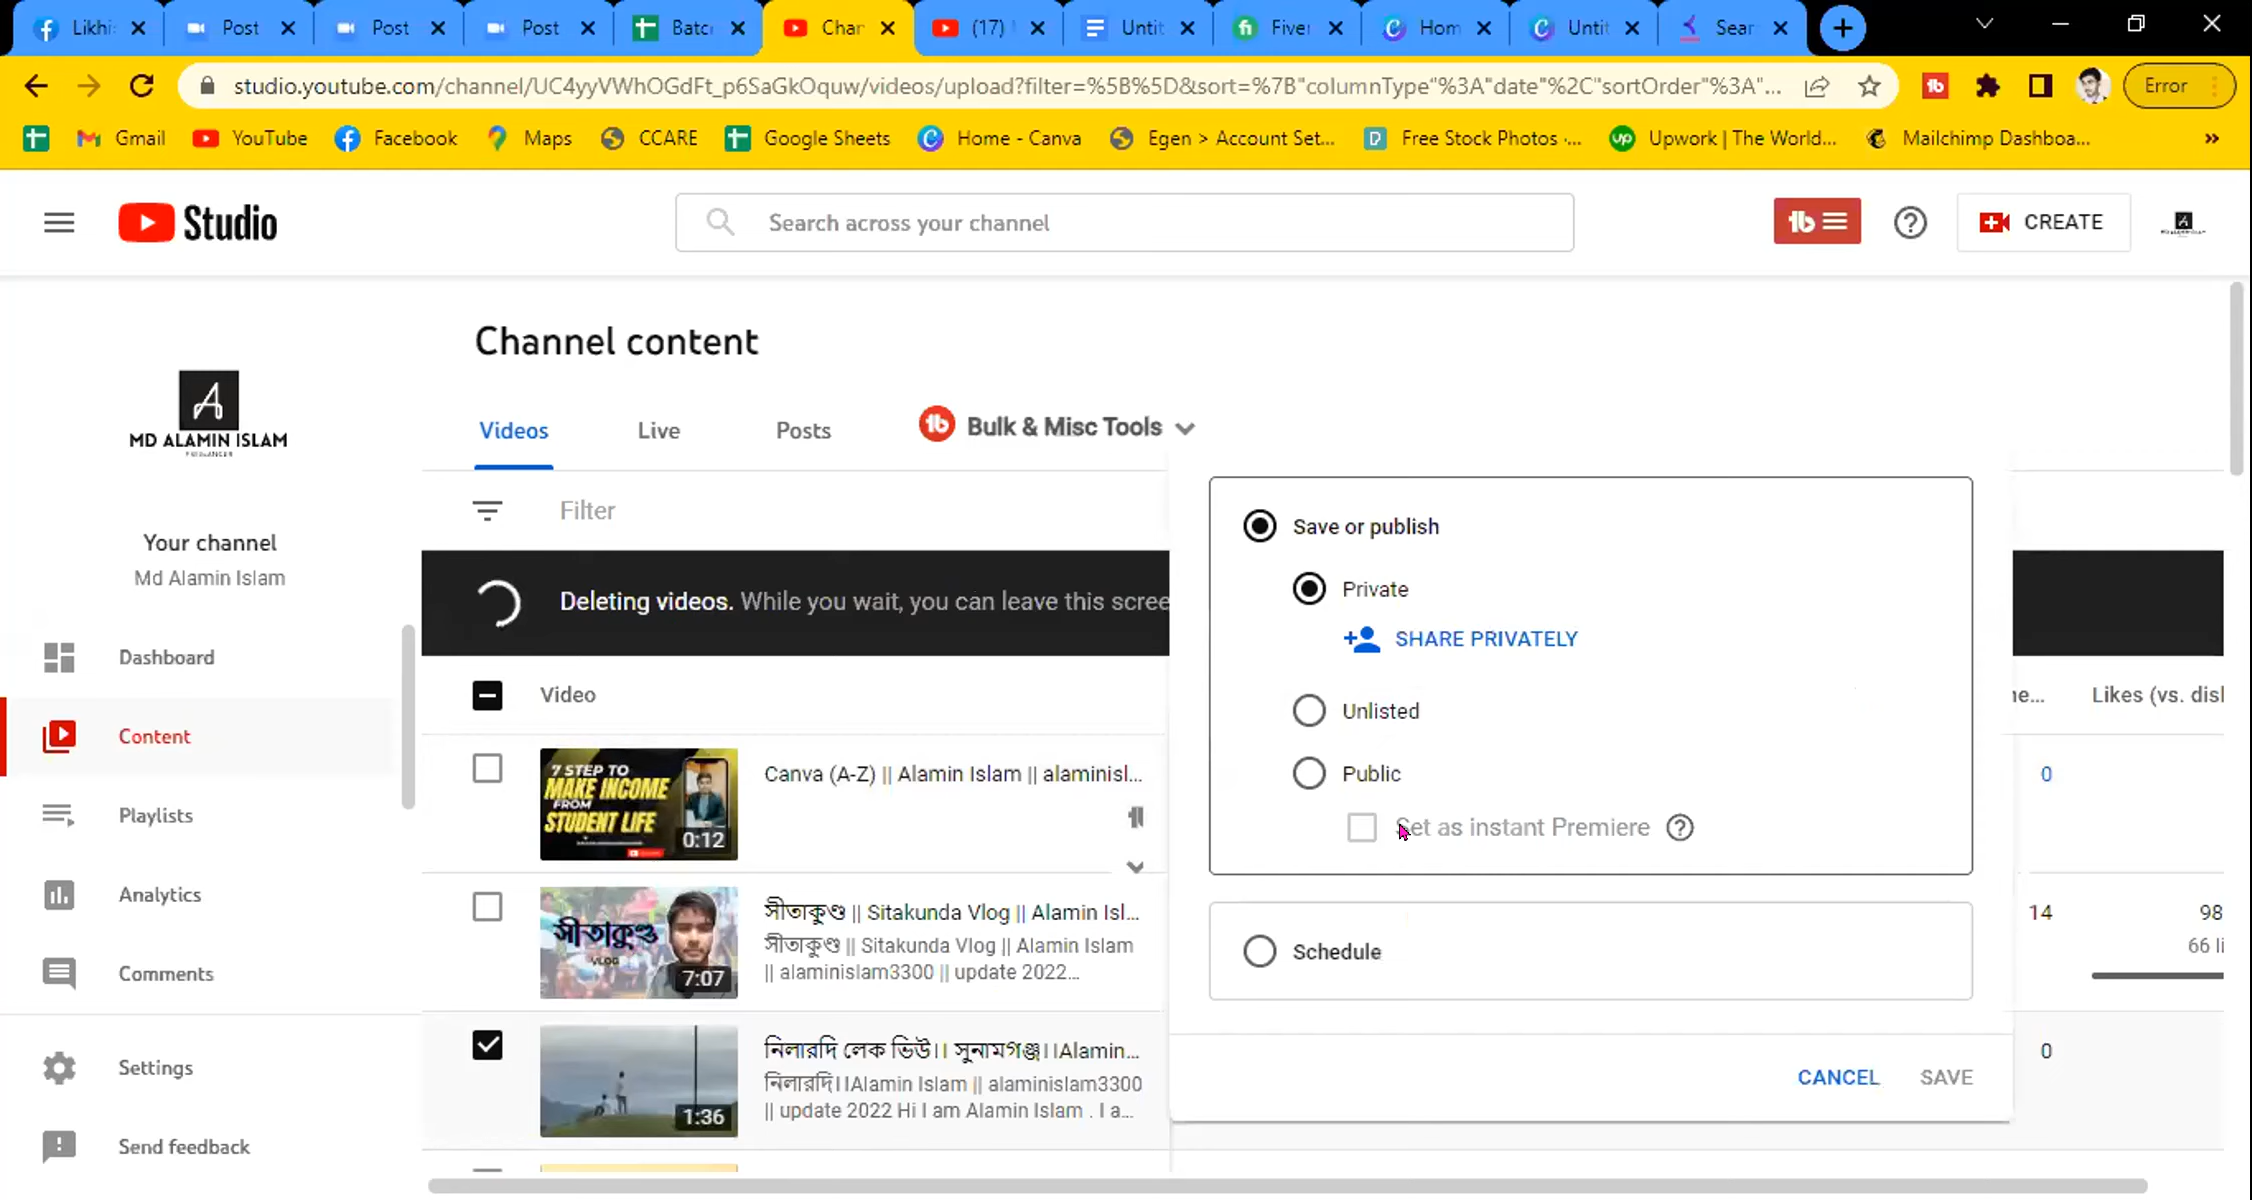 Likhi
Post
Post
Post
Batc
Char
(17)
Untit
Fiver
Hom
Untit
Sear
studio.youtube.com/channel/UC4yyVWhOGdFt_p6SaGkOquw/videos/upload?filter=%5B%5D&sort=%7B"columnType"%3A"date"%2C"sortOrder"%3A"...
Error
Gmail
YouTube
Facebook
Maps
CCARE
Google Sheets
Home - Canva
Egen > Account Set...
Free Stock Photos ·...
Upwork | The World...
Mailchimp Dashboa...
»
Studio
Search across your channel
CREATE
Channel content
MD ALAMIN ISLAM
Videos
Live
Posts
Bulk & Misc Tools
Filter
Save or publish
Your channel
Md Alamin Islam
Private
Deleting videos. While you wait, you can leave this scree
SHARE PRIVATELY
Dashboard
Video
Unlisted
he...
Likes (vs. disl
Content
7 STEP TO
MAKE INCOME
FROM
STUDENT LIFE
0:12
Canva (A-Z) || Alamin Islam || alaminisl...
Public
0
Playlists
Set as instant Premiere
Analytics
সীতাকুণ্ড
VLOG
7:07
সীতাকুণ্ড || Sitakunda Vlog || Alamin Isl...
সীতাকুণ্ড || Sitakunda Vlog || Alamin Islam
|| alaminislam3300 || update 2022...
14
98
66 li
Schedule
Comments
নিলারদি লেক ভিউ।। সুনামগঞ্জ।।Alamin...
নিলারদি।।Alamin Islam || alaminislam3300
|| update 2022 Hi I am Alamin Islam . I a...
1:36
0
Settings
CANCEL
SAVE
Send feedback